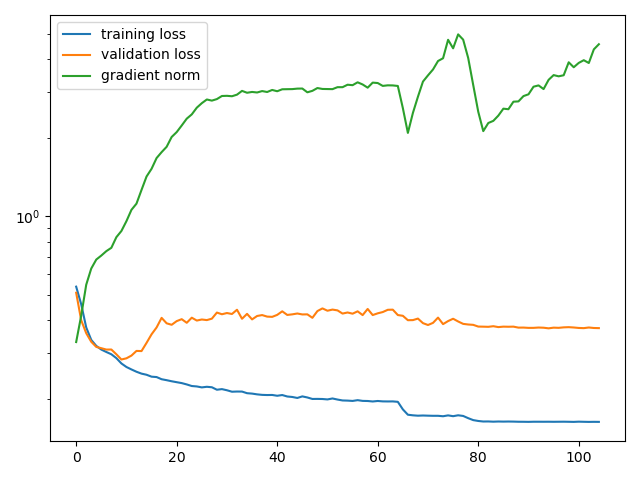 training loss
validation loss
gradient norm
10⁰
0 20 40 60 80 100